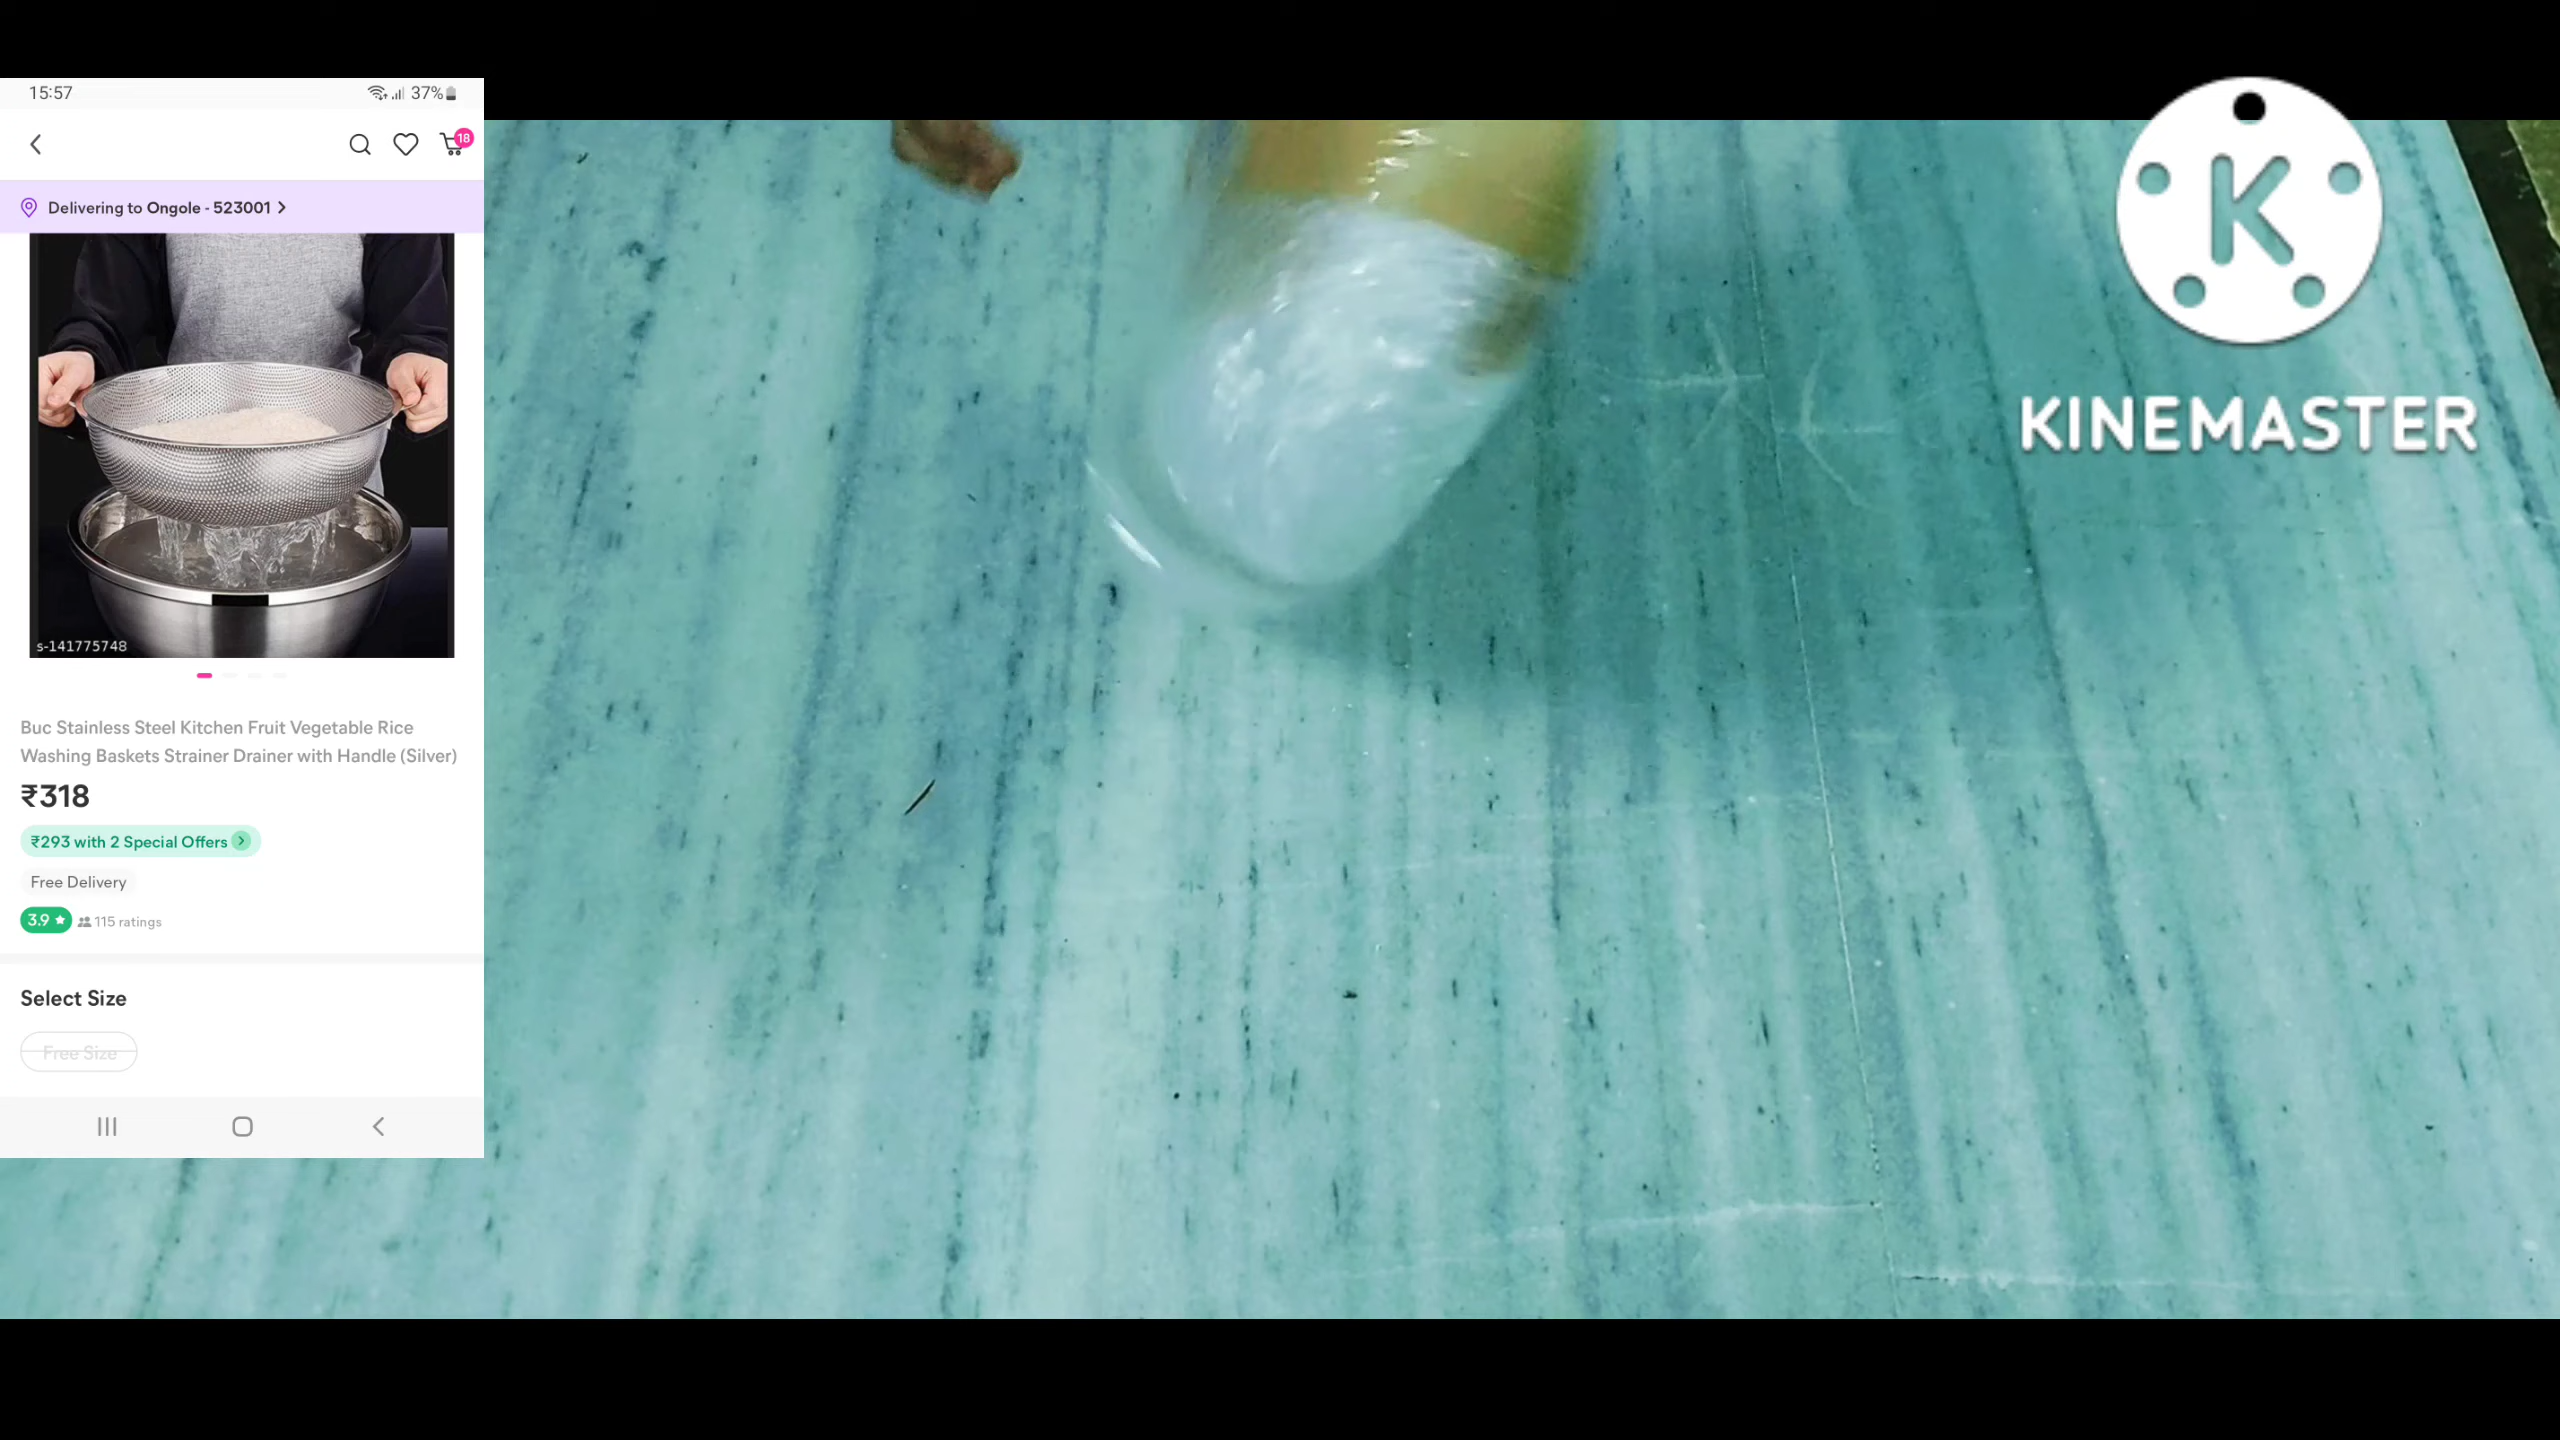 15:57
37%
18
Delivering to Ongole - 523001
s-141775748
Buc Stainless Steel Kitchen Fruit Vegetable Rice
Washing Baskets Strainer Drainer with Handle (Silver)
₹318
₹293 with 2 Special Offers
Free Delivery
3.9
115 ratings
Select Size
Free Size
K
KINEMASTER